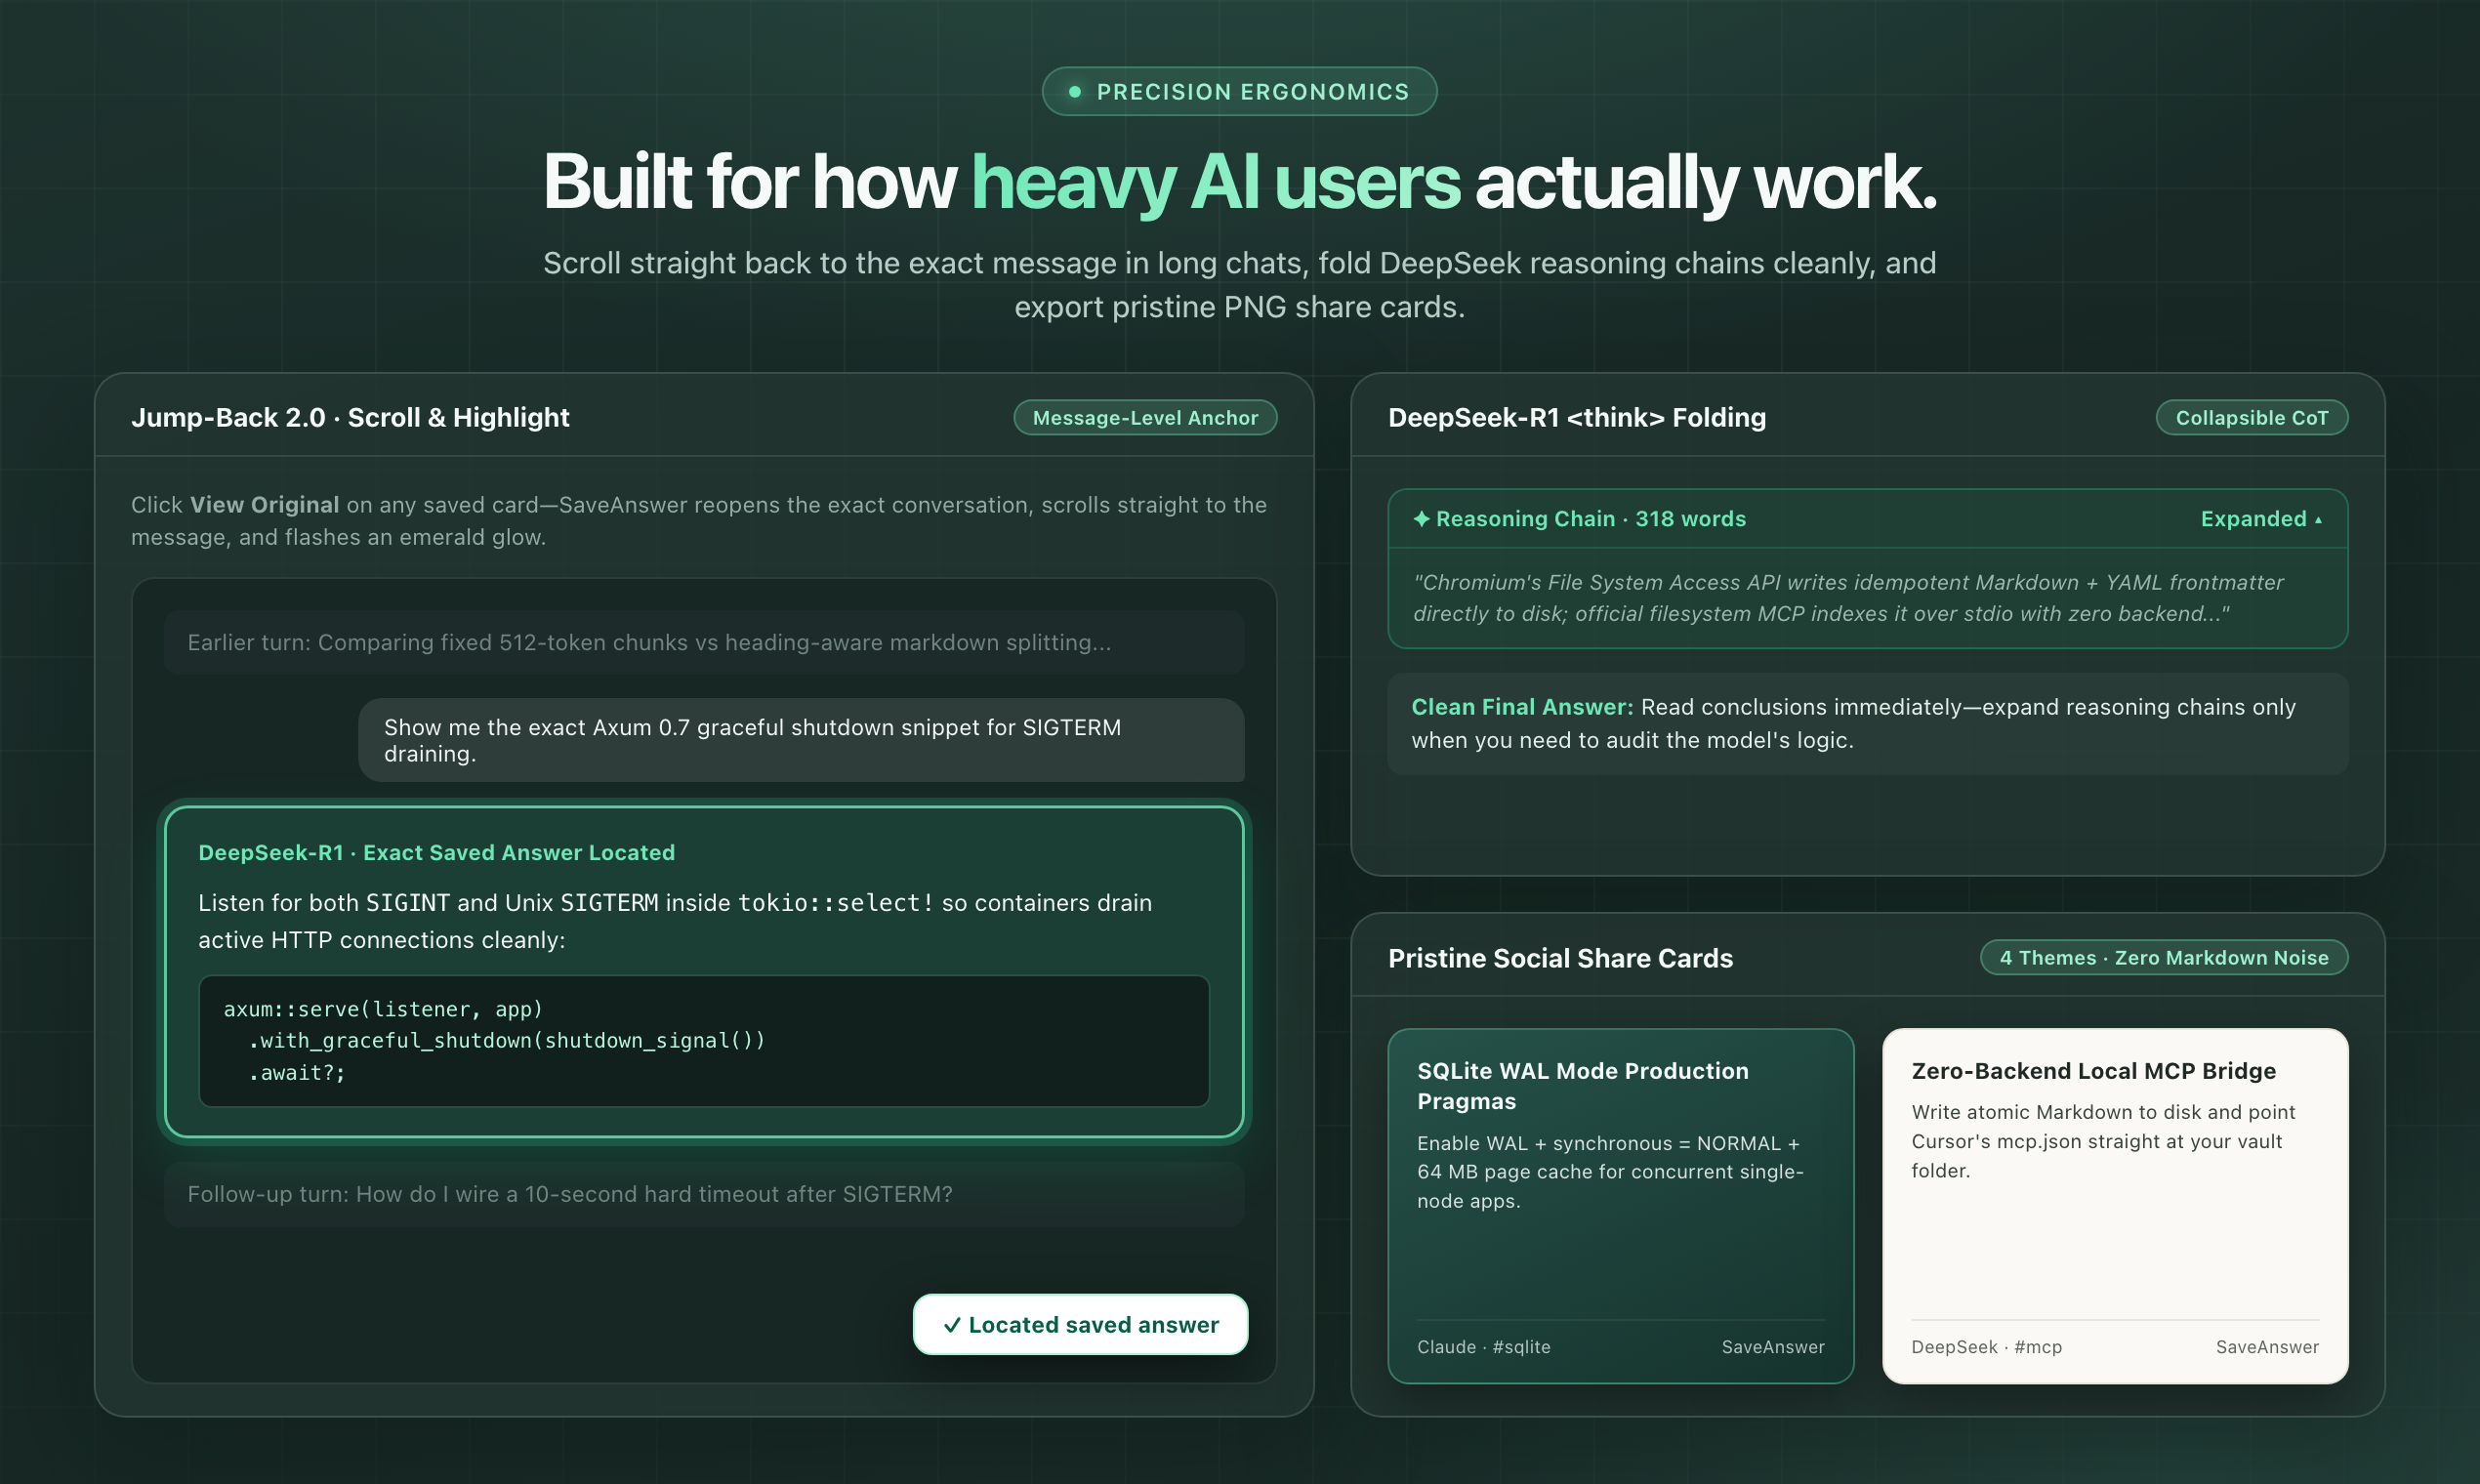 PRECISION ERGONOMICS
Built for how heavy AI users actually work.
Scroll straight back to the exact message in long chats, fold DeepSeek reasoning chains cleanly, and
export pristine PNG share cards.
Jump-Back 2.0 · Scroll & Highlight
Message-Level Anchor
Click View Original on any saved card—SaveAnswer reopens the exact conversation, scrolls straight to the
message, and flashes an emerald glow.
Earlier turn: Comparing fixed 512-token chunks vs heading-aware markdown splitting...
Show me the exact Axum 0.7 graceful shutdown snippet for SIGTERM
draining.
DeepSeek-R1 · Exact Saved Answer Located
Listen for both SIGINT and Unix SIGTERM inside tokio::select! so containers drain
active HTTP connections cleanly:
axum::serve(listener, app)
  .with_graceful_shutdown(shutdown_signal())
  .await?;
Follow-up turn: How do I wire a 10-second hard timeout after SIGTERM?
✓ Located saved answer
DeepSeek-R1 <think> Folding
Collapsible CoT
✦ Reasoning Chain · 318 words
Expanded ▴
"Chromium's File System Access API writes idempotent Markdown + YAML frontmatter
directly to disk; official filesystem MCP indexes it over stdio with zero backend..."
Clean Final Answer: Read conclusions immediately—expand reasoning chains only
when you need to audit the model's logic.
Pristine Social Share Cards
4 Themes · Zero Markdown Noise
SQLite WAL Mode Production
Pragmas
Enable WAL + synchronous = NORMAL +
64 MB page cache for concurrent single-
node apps.
Claude · #sqlite
SaveAnswer
Zero-Backend Local MCP Bridge
Write atomic Markdown to disk and point
Cursor's mcp.json straight at your vault
folder.
DeepSeek · #mcp
SaveAnswer